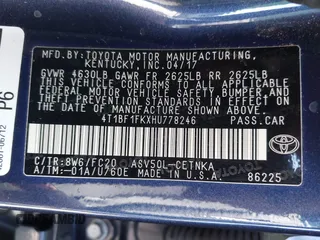 BY: TOYOTA MOTOR MANUFACTURING,
KENTUCKY, INC. 04/17
GVWR 4630LB GAWR FR 2625LB RR 2625LB
THIS VEHICLE CONFORMS TO ALL APPLICABLE
FEDERAL MOTOR VEHICLE SAFETY, BUMPER, AND
THEFT PREVENTION STANDARDS IN EFFECT ON
THE DATE OF MANUFACTURE SHOWN ABOVE.
4T1BF1FKXHU778246 PASS.CAR
C/TR:8W6/FC20 ASV50L-CETNKA
A/TM:-01A/U760E MADE IN U.S.A.
TOYOTA
86225
P6